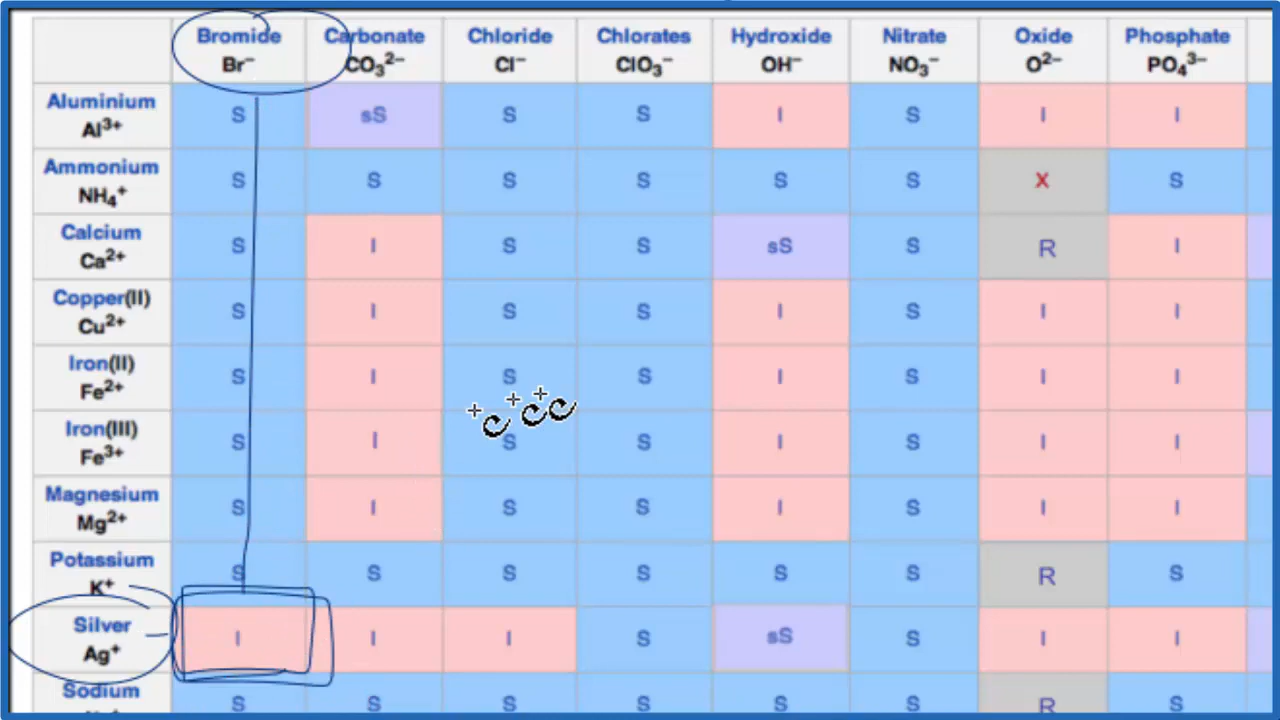 Bromide Carbonate Chloride Chlorates Hydroxide Nitrate Oxide Phosphate
Br⁻ CO₃²⁻ Cl⁻ ClO₃⁻ OH⁻ NO₃⁻ O²⁻ PO₄³⁻
Aluminium
Al³⁺ S sS S S I S I I
Ammonium
NH₄⁺ S S S S S S X S
Calcium
Ca²⁺ S I S S sS S R I
Copper(II)
Cu²⁺ S I S S I S I I
Iron(II)
Fe²⁺ S I S S I S I I
Iron(III)
Fe³⁺ S I S S I S I I
Magnesium
Mg²⁺ S I S S I S I I
Potassium
K⁺ S S S S S S R S
Silver
Ag⁺ I I I S sS S I I
Sodium
S S S S S S R S